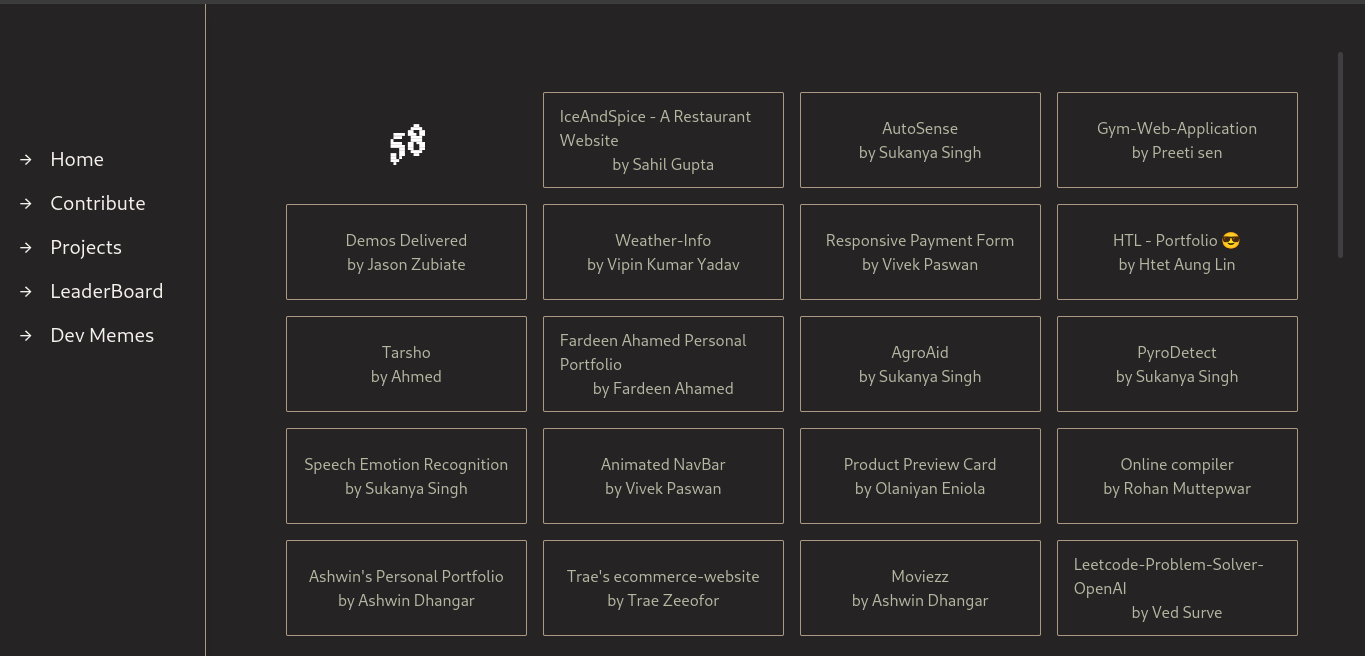 Home
Contribute
Projects
LeaderBoard
Dev Memes
58
IceAndSpice - A Restaurant
Website
by Sahil Gupta
AutoSense
by Sukanya Singh
Gym-Web-Application
by Preeti sen
Demos Delivered
by Jason Zubiate
Weather-Info
by Vipin Kumar Yadav
Responsive Payment Form
by Vivek Paswan
HTL - Portfolio 😎
by Htet Aung Lin
Tarsho
by Ahmed
Fardeen Ahamed Personal
Portfolio
by Fardeen Ahamed
AgroAid
by Sukanya Singh
PyroDetect
by Sukanya Singh
Speech Emotion Recognition
by Sukanya Singh
Animated NavBar
by Vivek Paswan
Product Preview Card
by Olaniyan Eniola
Online compiler
by Rohan Muttepwar
Ashwin's Personal Portfolio
by Ashwin Dhangar
Trae's ecommerce-website
by Trae Zeeofor
Moviezz
by Ashwin Dhangar
Leetcode-Problem-Solver-
OpenAI
by Ved Surve